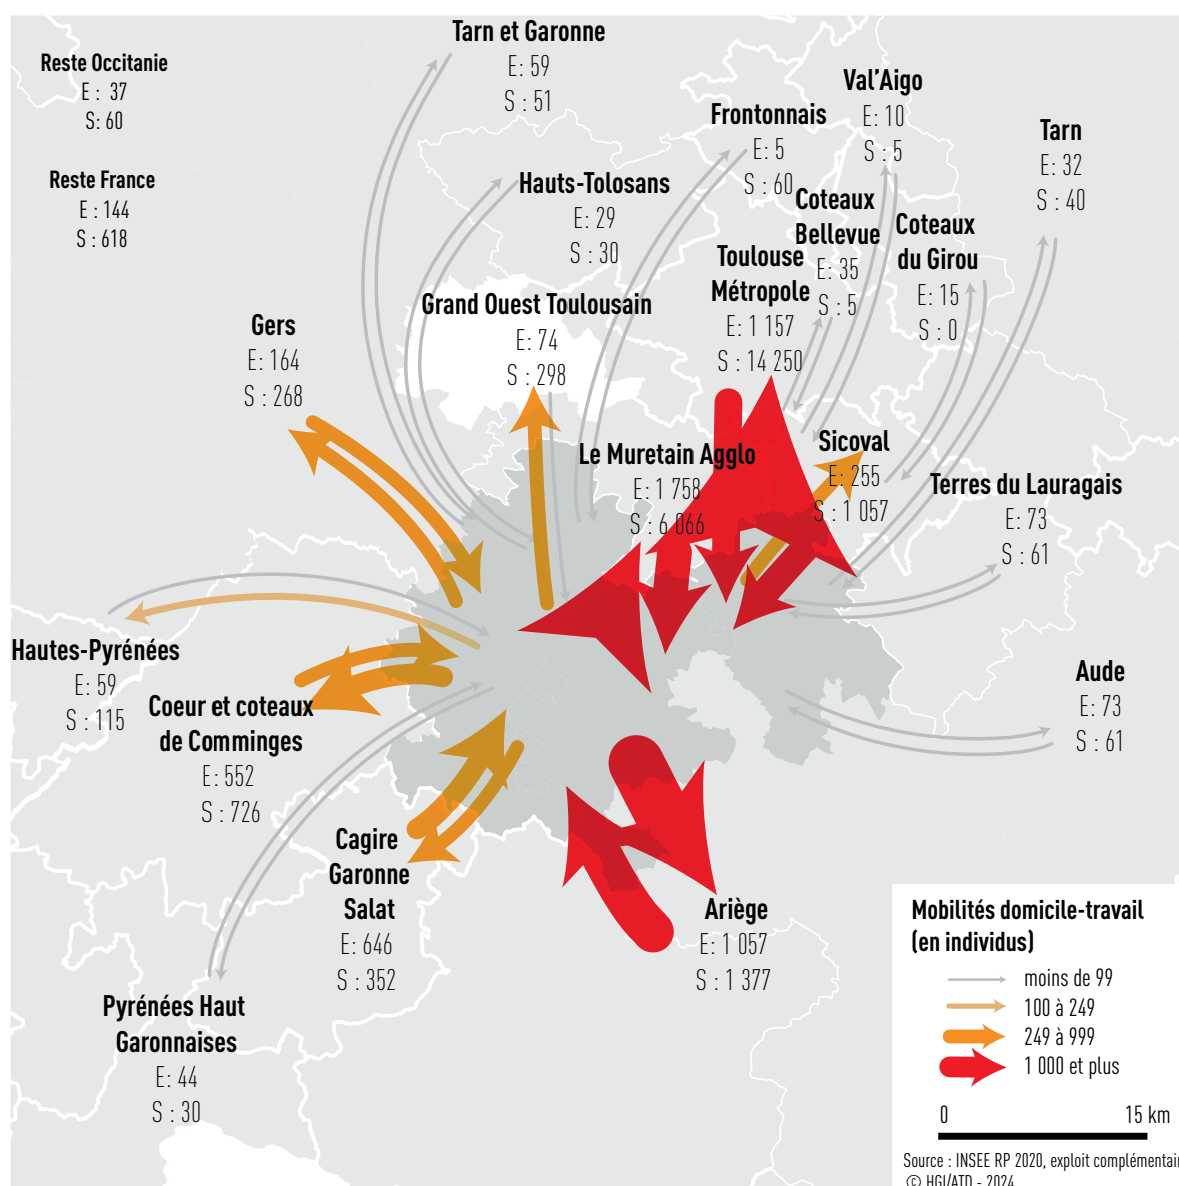 Reste Occitanie
E : 37
S: 60
Reste France
E : 144
S : 618
Tarn et Garonne
E: 59
S : 51
Hauts-Tolosans
E: 29
S : 30
Frontonnais
E: 5
S : 60
Val'Aigo
E: 10
S : 5
Tarn
E: 32
S : 40
Coteaux
Bellevue
E: 35
S : 5
Coteaux
du Girou
E: 15
S : 0
Toulouse
Métropole
E: 1 157
S : 14 250
Grand Ouest Toulousain
E: 74
S : 298
Gers
E: 164
S : 268
Le Muretain Agglo
E: 1 758
S : 6 066
Sicoval
E: 255
S : 1 057
Terres du Lauragais
E: 73
S : 61
Hautes-Pyrénées
E: 59
S : 115
Coeur et coteaux
de Comminges
E: 552
S : 726
Aude
E: 73
S : 61
Cagire
Garonne
Salat
E: 646
S : 352
Ariège
E: 1 057
S : 1 377
Pyrénées Haut
Garonnaises
E: 44
S : 30
Mobilités domicile-travail
(en individus)
moins de 99
100 à 249
249 à 999
1 000 et plus
0 15 km
Source : INSEE RP 2020, exploit complémentair
© HGI/ATD - 2024